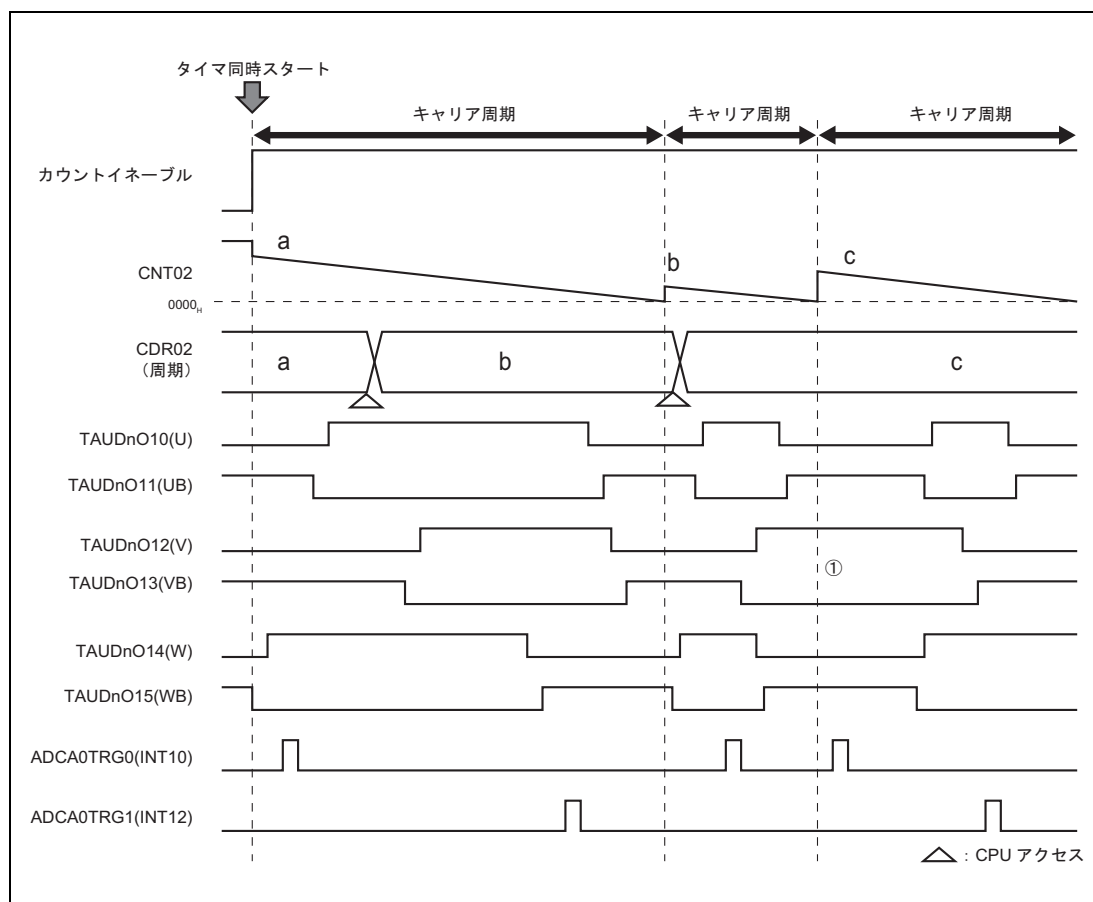 タイマ同時スタート
キャリア周期 キャリア周期 キャリア周期
カウントイネーブル
a b c
CNT02
0000H
CDR02
（周期）
a b c
TAUDnO10(U)
TAUDnO11(UB)
TAUDnO12(V)
①
TAUDnO13(VB)
TAUDnO14(W)
TAUDnO15(WB)
ADCA0TRG0(INT10)
ADCA0TRG1(INT12)
：CPU アクセス